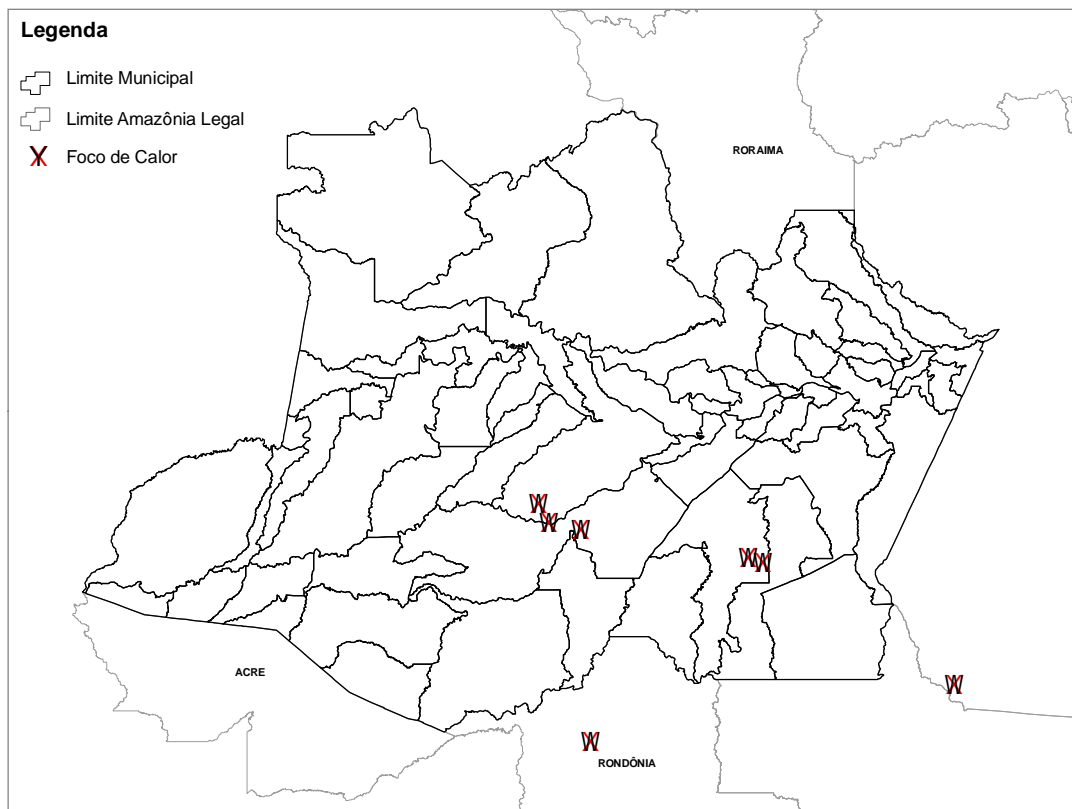 Legenda
Limite Municipal
Limite Amazônia Legal
Foco de Calor
RORAIMA
ACRE
RONDÔNIA